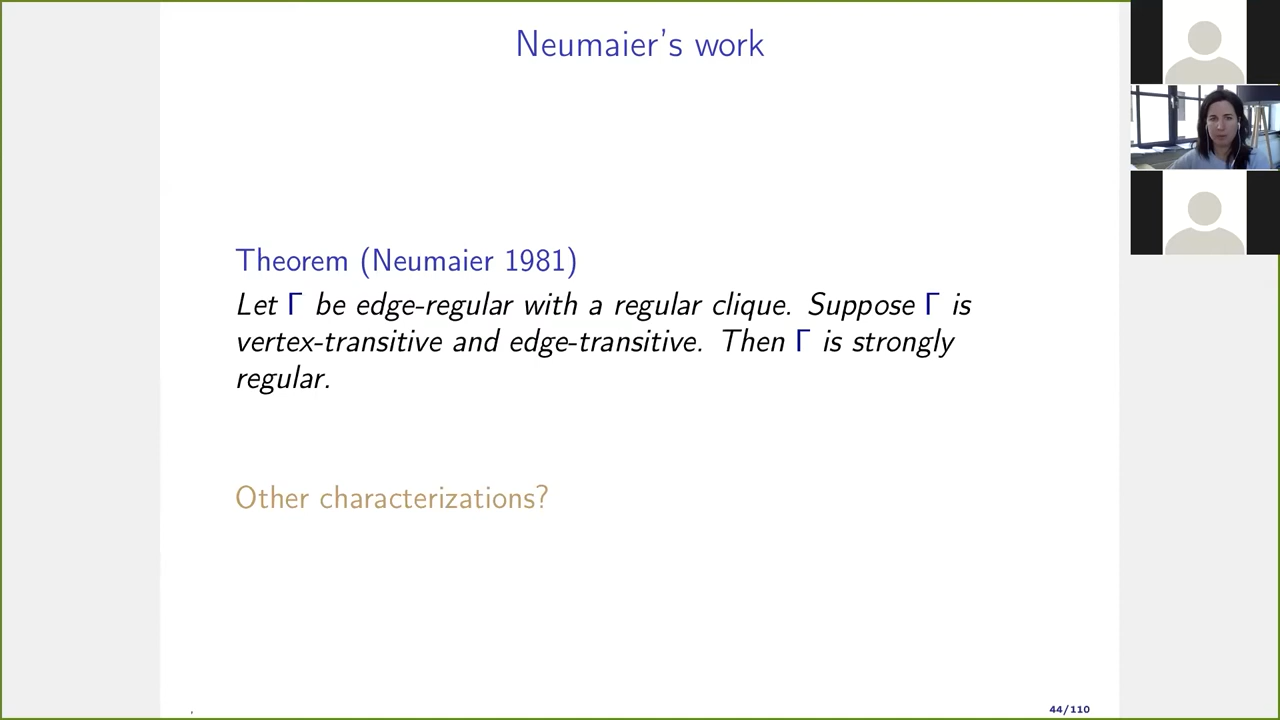 Neumaier's work
Theorem (Neumaier 1981)
Let Γ be edge-regular with a regular clique. Suppose Γ is
vertex-transitive and edge-transitive. Then Γ is strongly
regular.
Other characterizations?
44/110